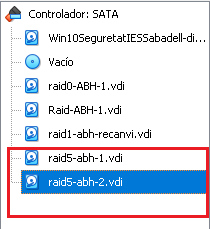 Controlador: SATA
Win10SeguretatIESSabadell-di...
Vacío
raid0-ABH-1.vdi
Raid-ABH-1.vdi
raid1-abh-recanvi.vdi
raid5-abh-1.vdi
raid5-abh-2.vdi